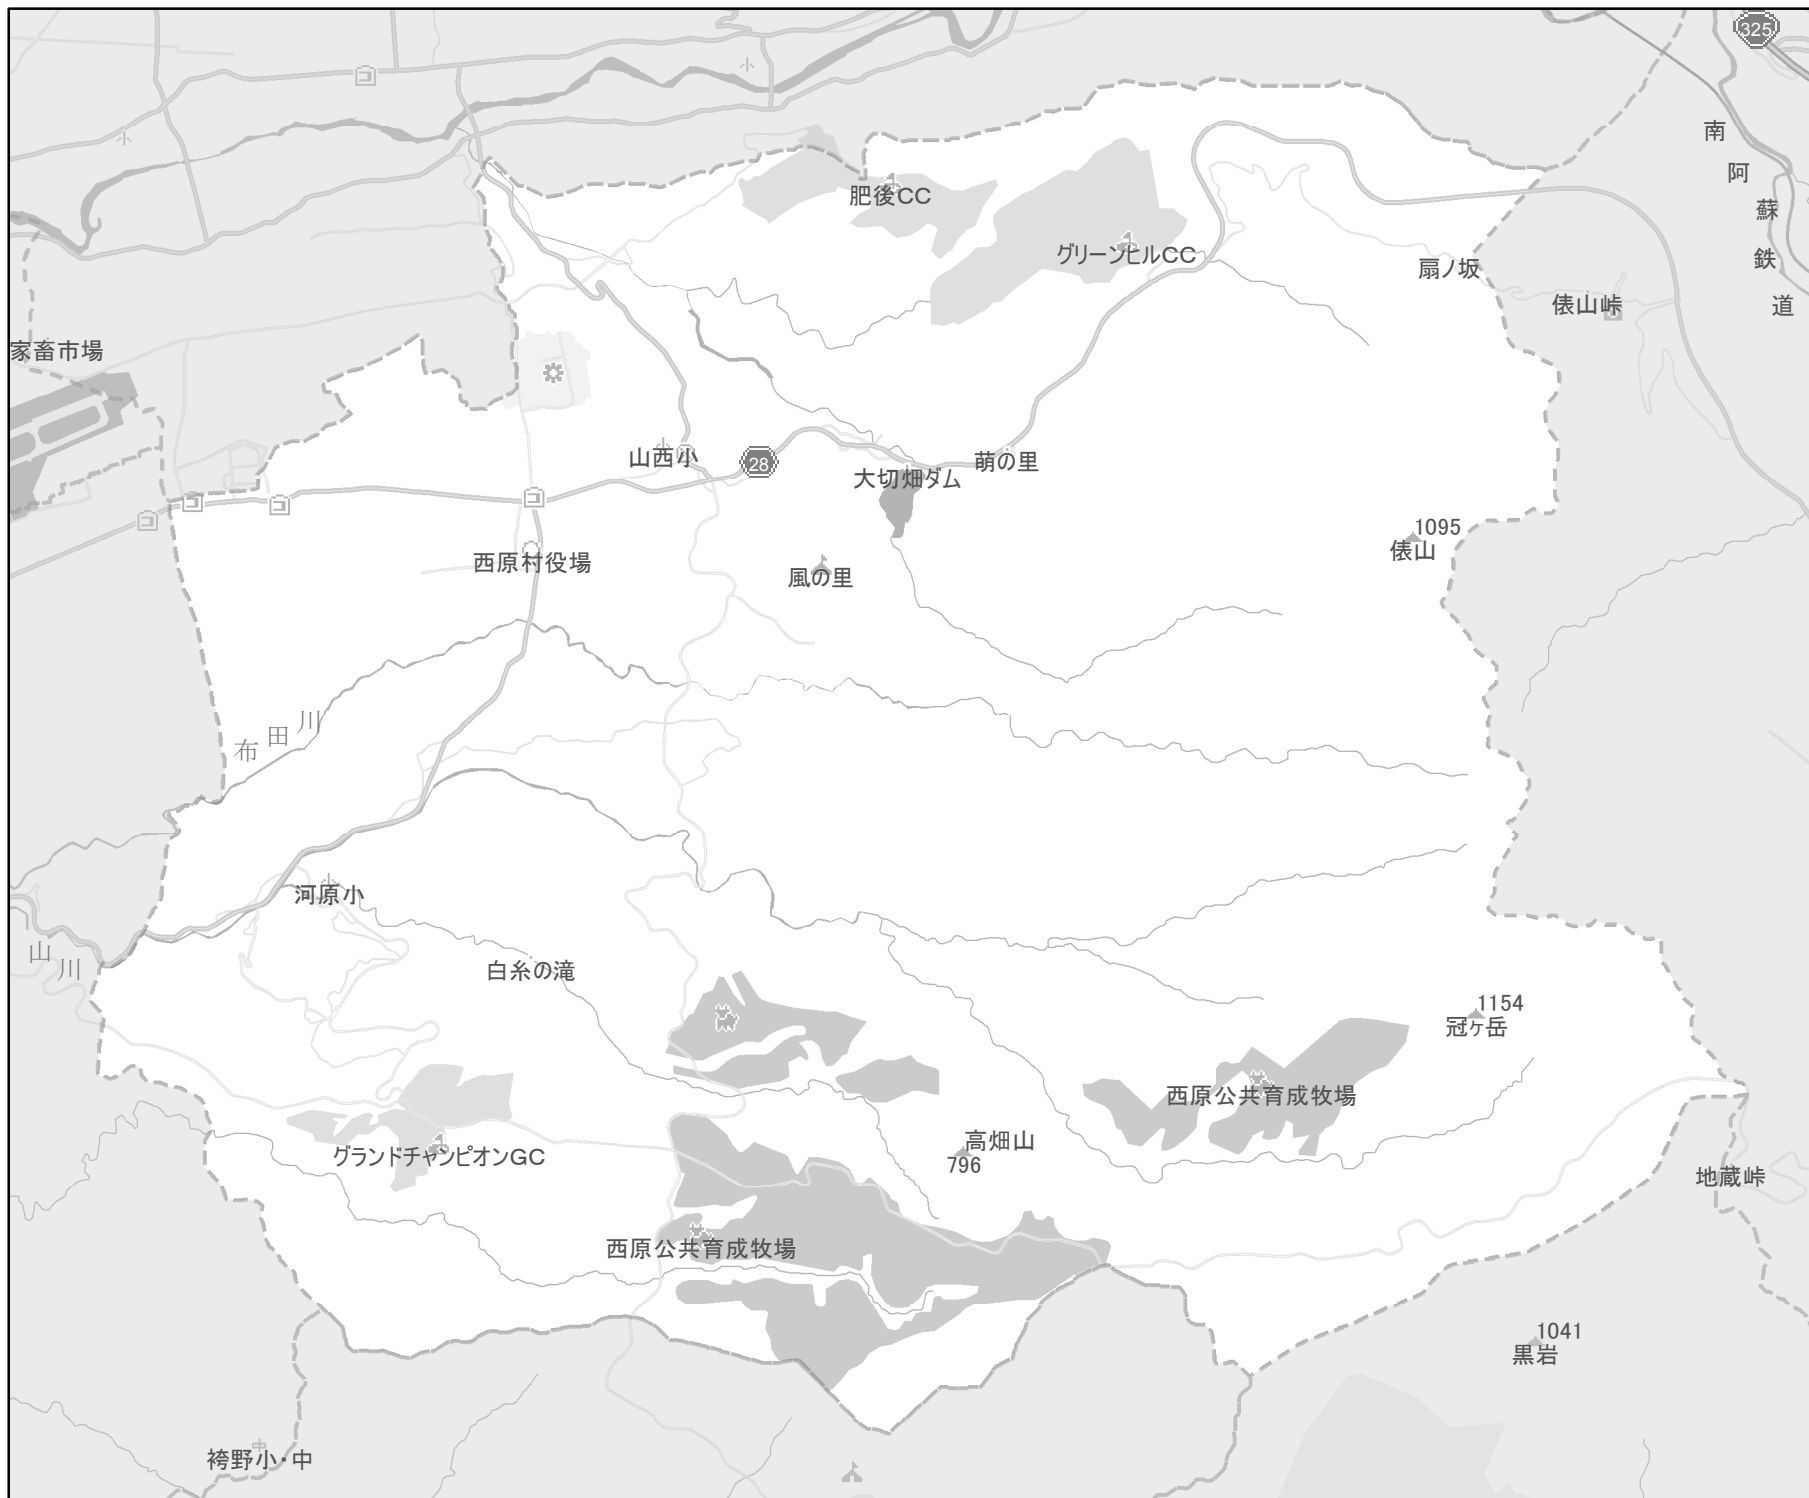 325
南阿蘇鉄道
肥後CC
グリーンヒルCC
扇ノ坂
俵山峠
家畜市場
山西小
28
大切畑ダム
萌の里
1095
俵山
西原村役場
風の里
布田川
河原小
山川
白糸の滝
1154
冠ヶ岳
西原公共育成牧場
高畑山
796
グランドチャンピオンGC
地蔵峠
西原公共育成牧場
1041
黒岩
袴野小・中